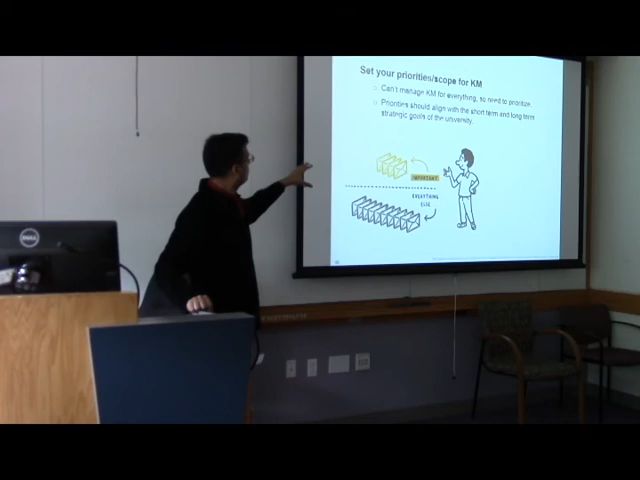 Set your priorities/scope for KM
Can't manage KM for everything, so need to prioritize.
Priorities should align with the short term and long term
strategic goals of the university.
IMPORTANT
EVERYTHING
ELSE
DELL